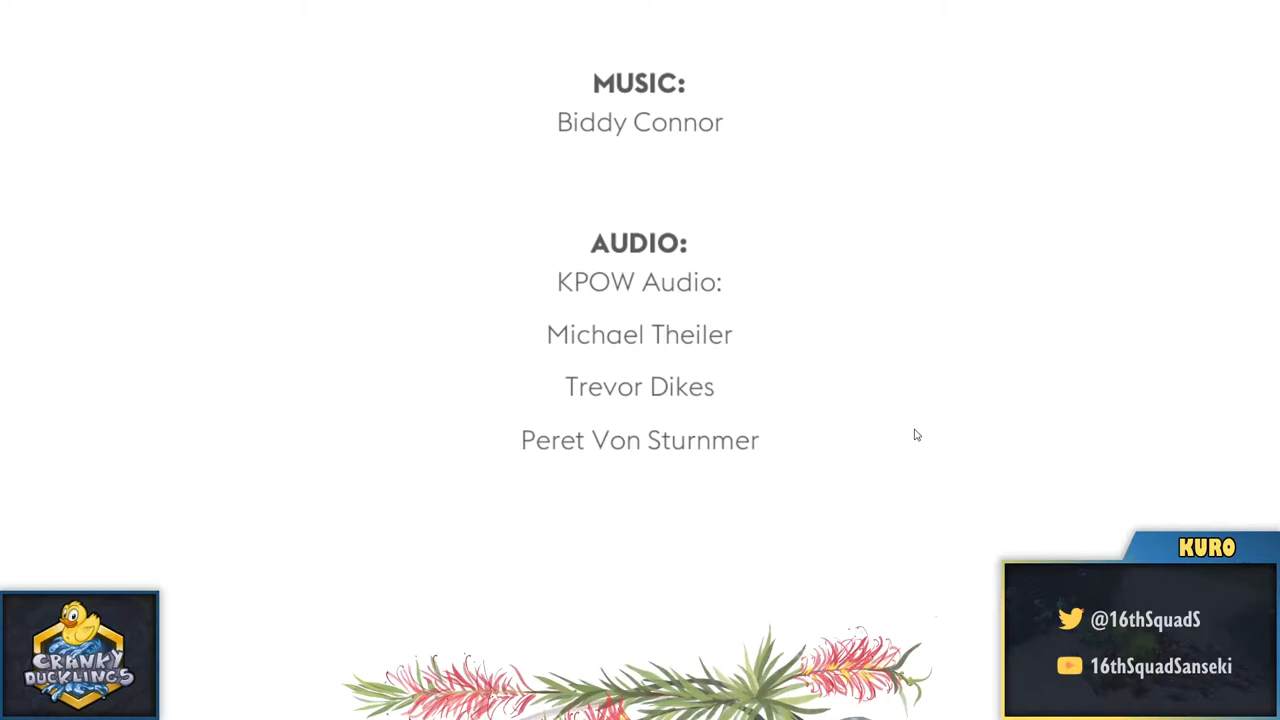 MUSIC:
Biddy Connor
AUDIO:
KPOW Audio:
Michael Theiler
Trevor Dikes
Peret Von Sturnmer
KURO
@16thSquadS
16thSquadSanseki
CRANKY
DUCKLINGS